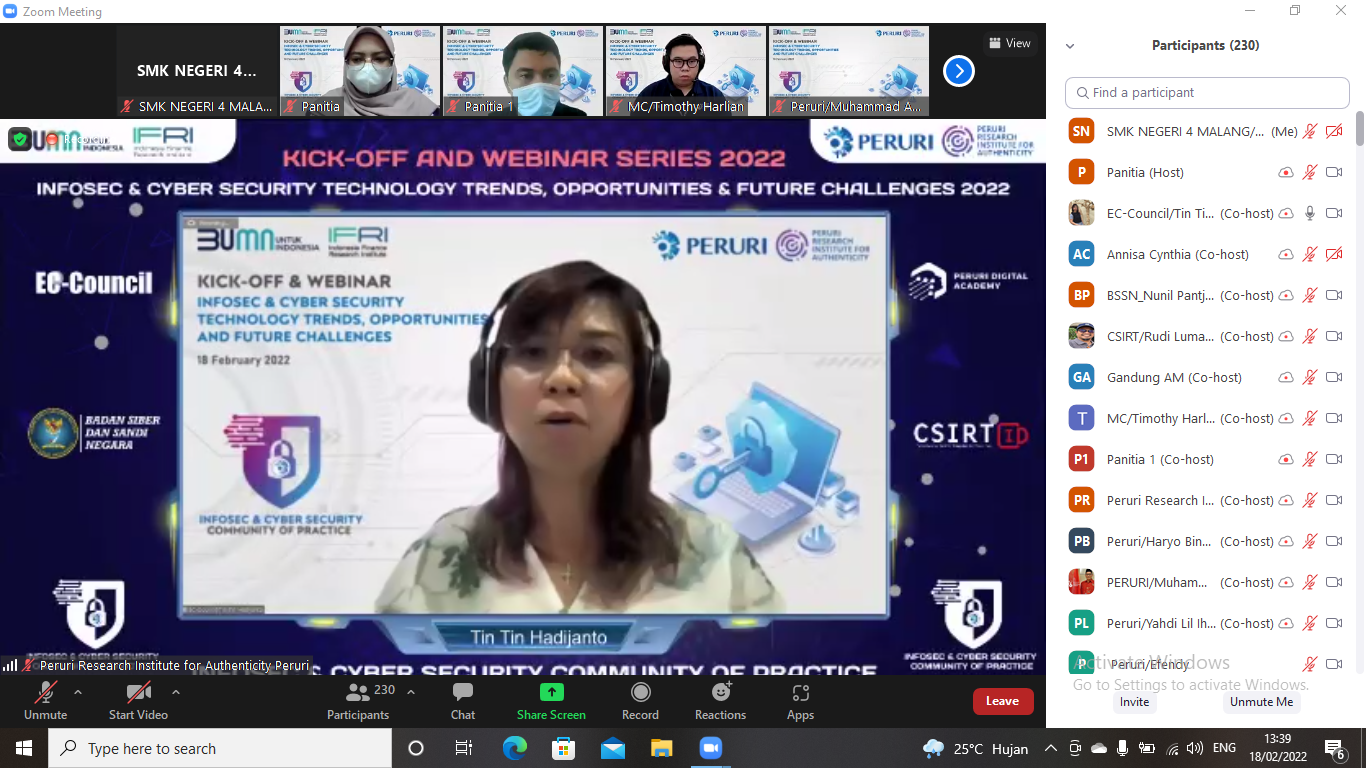 Zoom Meeting
SMK NEGERI 4...
SMK NEGERI 4 MALA...
Panitia
Panitia 1
MC/Timothy Harlian
Peruri/Muhammad A...
View
BUMN
INDONESIA
IFRI
PERURI
PERURI
RESEARCH
INSTITUTE FOR
AUTHENTICITY
KICK-OFF AND WEBINAR SERIES 2022
INFOSEC & CYBER SECURITY TECHNOLOGY TRENDS, OPPORTUNITIES & FUTURE CHALLENGES 2022
EC-Council
BADAN SIBER
DAN SANDI
NEGARA
BUMN
UNTUK
INDONESIA
IFRI
Indonesia Finance
Research Institute
PERURI
PERURI
RESEARCH
INSTITUTE FOR
AUTHENTICITY
KICK-OFF & WEBINAR
INFOSEC & CYBER SECURITY
TECHNOLOGY TRENDS, OPPORTUNITIES
AND FUTURE CHALLENGES
18 February 2022
INFOSEC & CYBER SECURITY
COMMUNITY OF PRACTICE
PERURI DIGITAL
ACADEMY
CSIRT ID
Tin Tin Hadijanto
INFOSEC & CYBER SECURITY
COMMUNITY OF PRACTICE
& CYBER SECURITY COMMUNITY OF PRACTICE
Peruri Research Institute for Authenticity Peruri
Unmute
Start Video
Participants
230
Chat
Share Screen
Record
Reactions
Apps
Leave
Participants (230)
Find a participant
SN SMK NEGERI 4 MALANG/... (Me)
P Panitia (Host)
EC-Council/Tin Ti... (Co-host)
AC Annisa Cynthia (Co-host)
BP BSSN_Nunil Pantj... (Co-host)
CSIRT/Rudi Luma... (Co-host)
GA Gandung AM (Co-host)
T MC/Timothy Harl... (Co-host)
P1 Panitia 1 (Co-host)
PR Peruri Research I... (Co-host)
PB Peruri/Haryo Bin... (Co-host)
PERURI/Muham... (Co-host)
PL Peruri/Yahdi Lil Ih... (Co-host)
P Peruri/Efendy
Activate Windows
Go to Settings to activate Windows.
Invite
Unmute Me
Type here to search
25°C Hujan
ENG
13:39
18/02/2022
6